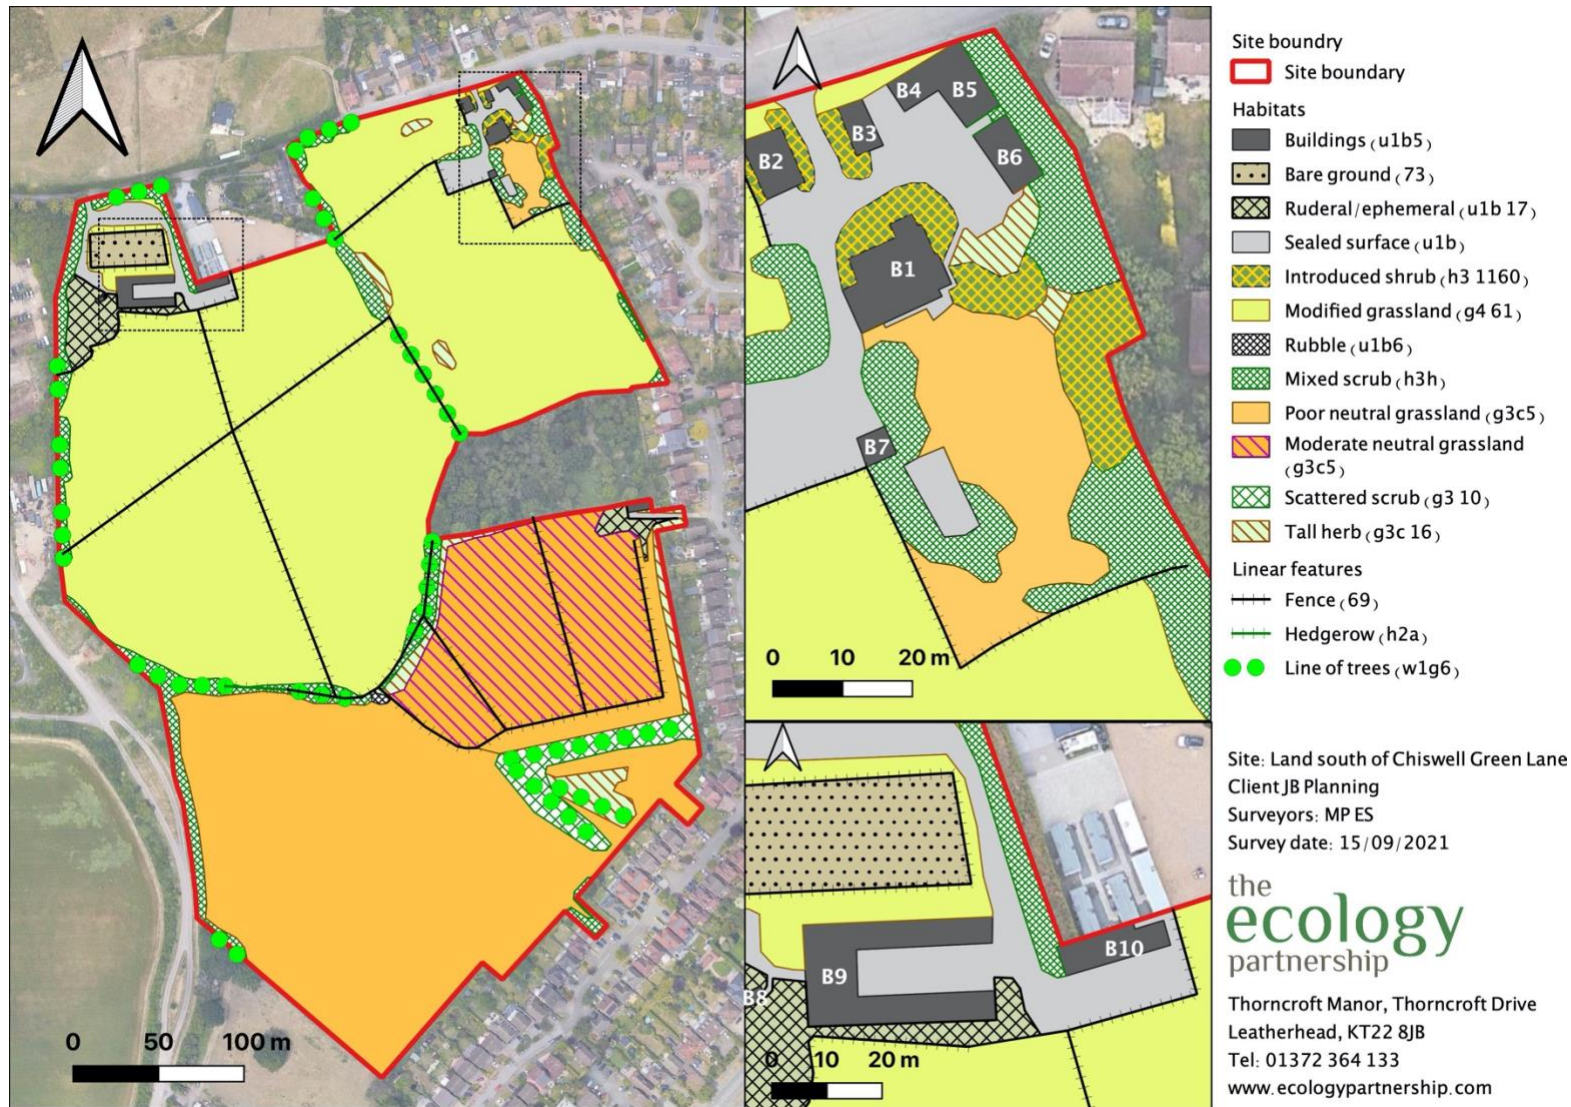 0 50 100 m
B2
B3
B4
B5
B6
B1
B7
0 10 20 m
B9
B10
B8
0 10 20 m
Site boundry
Site boundary
Habitats
Buildings (u1b5)
Bare ground (73)
Ruderal/ephemeral (u1b 17)
Sealed surface (u1b)
Introduced shrub (h3 1160)
Modified grassland (g4 61)
Rubble (u1b6)
Mixed scrub (h3h)
Poor neutral grassland (g3c5)
Moderate neutral grassland
(g3c5)
Scattered scrub (g3 10)
Tall herb (g3c 16)
Linear features
Fence (69)
Hedgerow (h2a)
Line of trees (w1g6)
Site: Land south of Chiswell Green Lane
Client JB Planning
Surveyors: MP ES
Survey date: 15/09/2021
the
ecology
partnership
Thorncroft Manor, Thorncroft Drive
Leatherhead, KT22 8JB
Tel: 01372 364 133
www.ecologypartnership.com